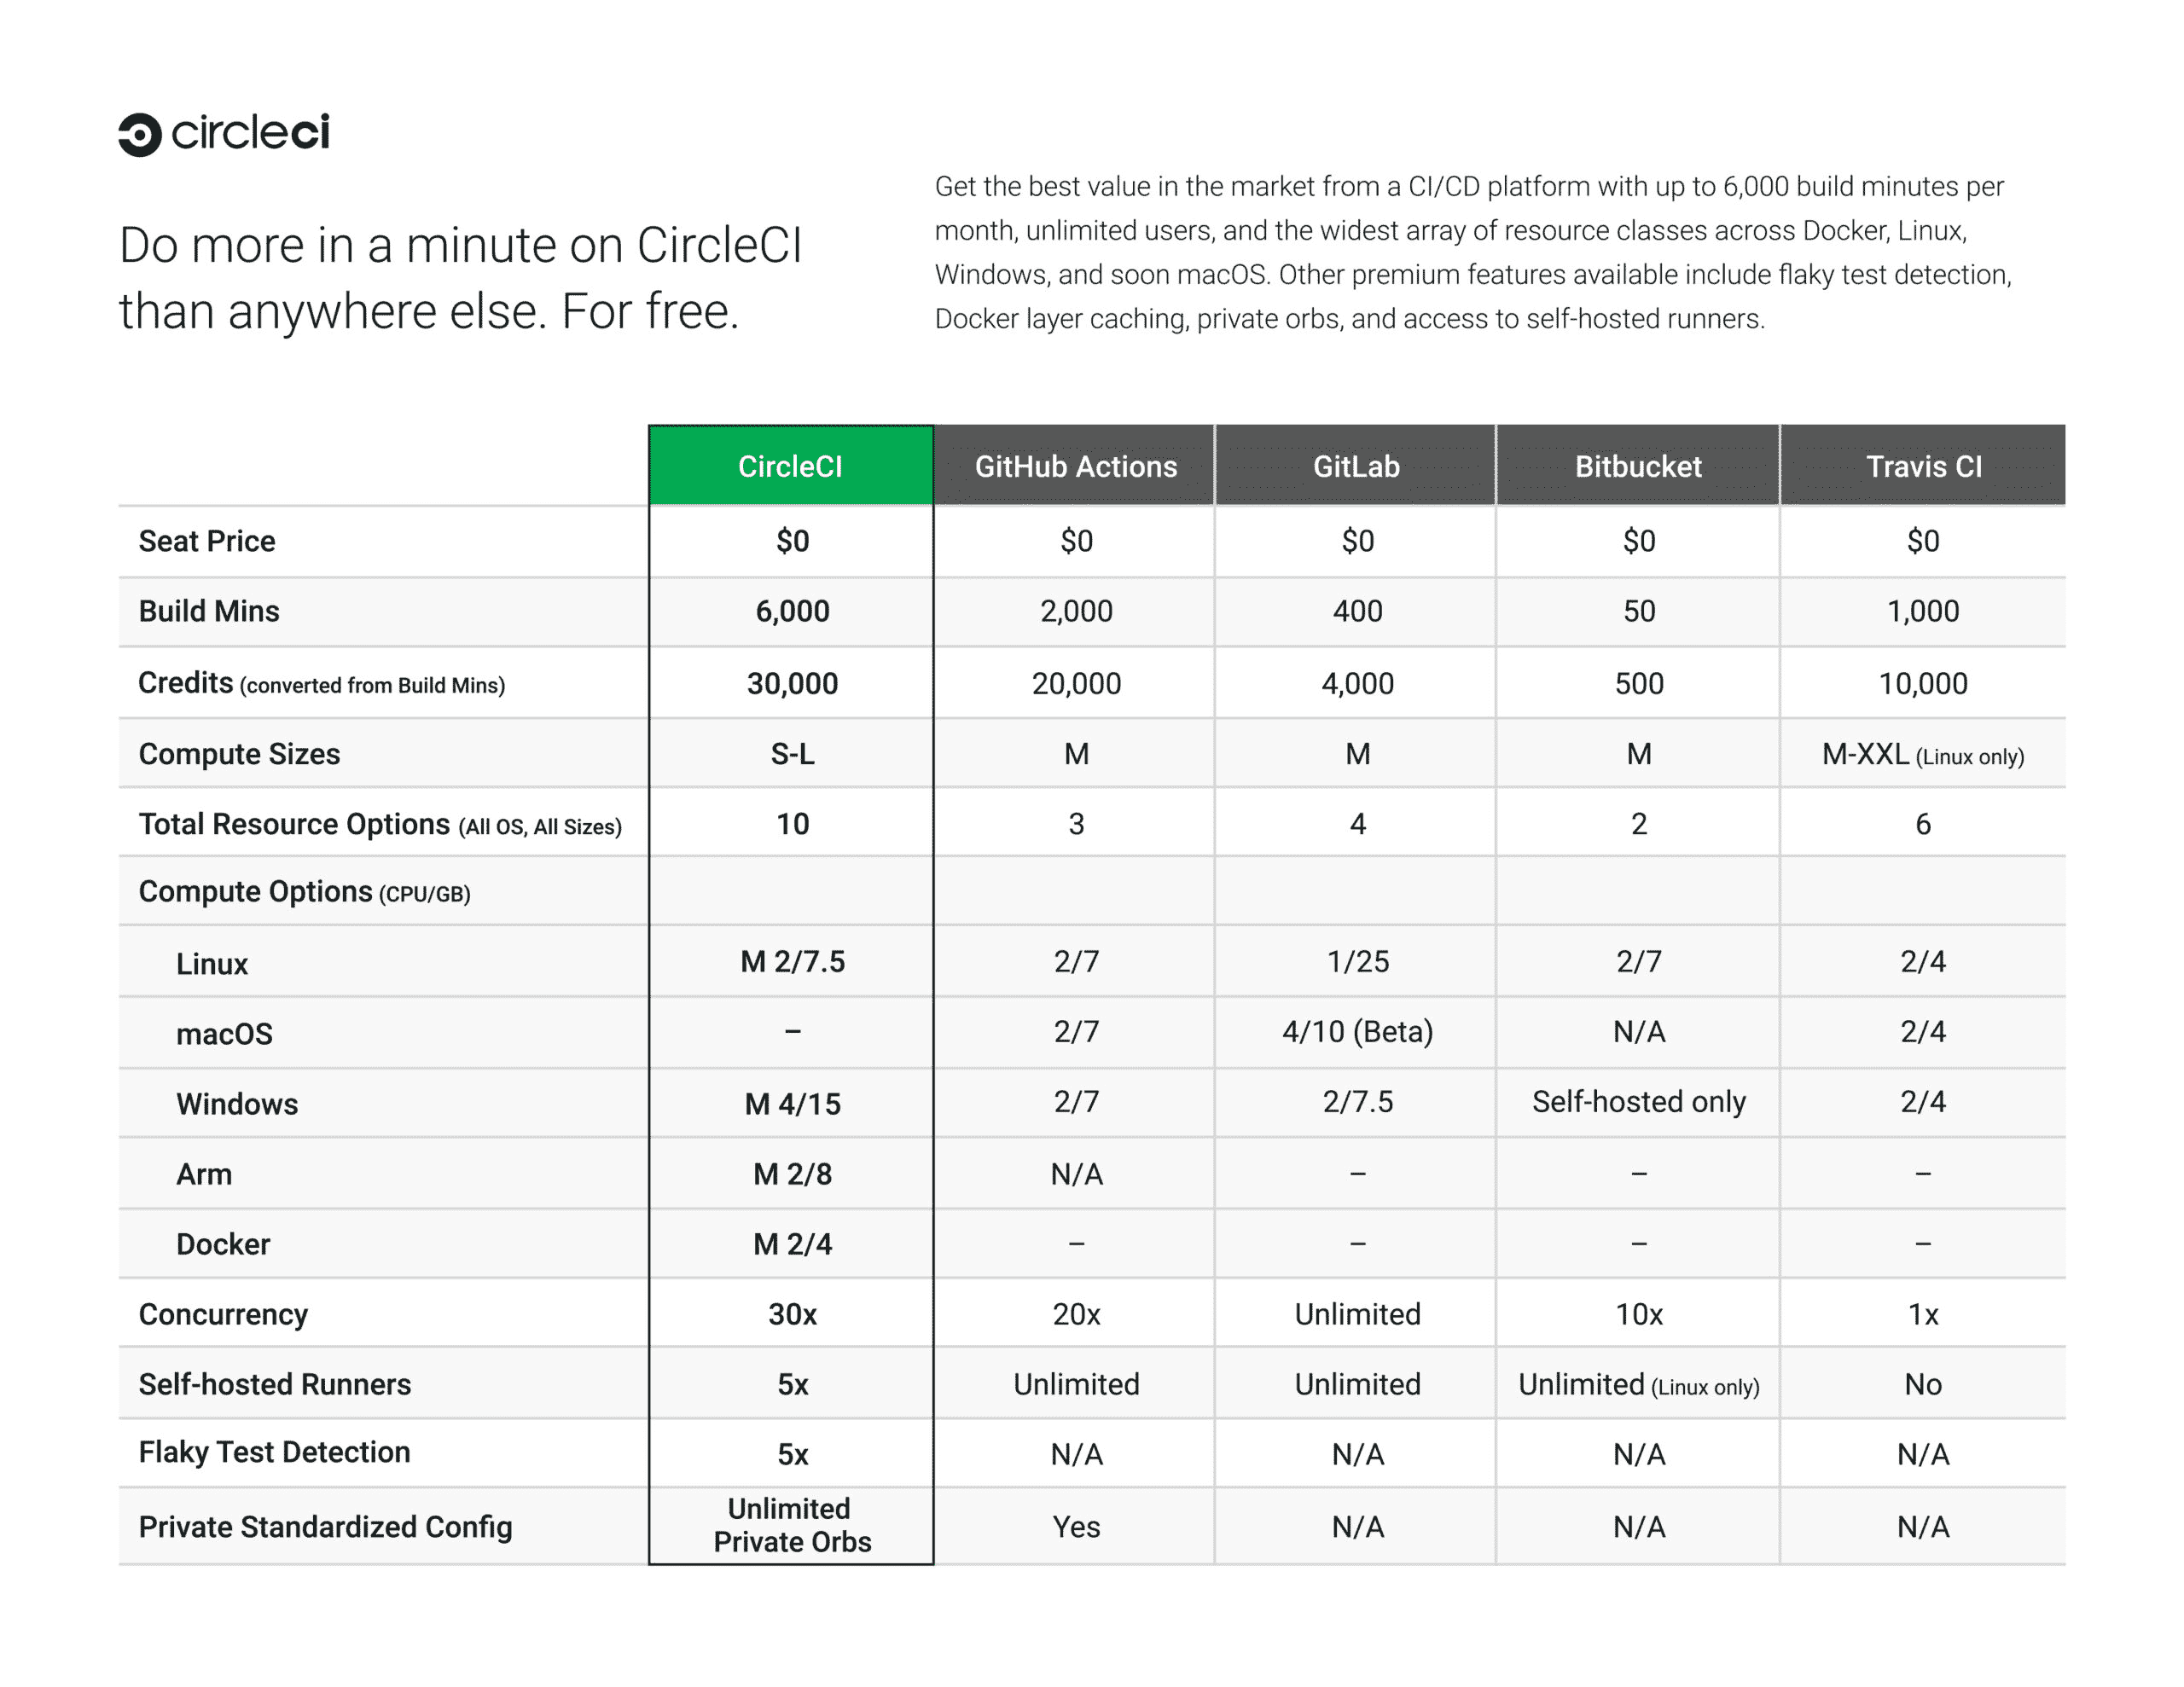 circleci
Do more in a minute on CircleCI
than anywhere else. For free.
Get the best value in the market from a CI/CD platform with up to 6,000 build minutes per
month, unlimited users, and the widest array of resource classes across Docker, Linux,
Windows, and soon macOS. Other premium features available include flaky test detection,
Docker layer caching, private orbs, and access to self-hosted runners.
CircleCI GitHub Actions GitLab Bitbucket Travis CI
Seat Price $0 $0 $0 $0 $0
Build Mins 6,000 2,000 400 50 1,000
Credits (converted from Build Mins) 30,000 20,000 4,000 500 10,000
Compute Sizes S-L M M M M-XXL (Linux only)
Total Resource Options (All OS, All Sizes) 10 3 4 2 6
Compute Options (CPU/GB)
Linux M 2/7.5 2/7 1/25 2/7 2/4
macOS – 2/7 4/10 (Beta) N/A 2/4
Windows M 4/15 2/7 2/7.5 Self-hosted only 2/4
Arm M 2/8 N/A – – –
Docker M 2/4 – – – –
Concurrency 30x 20x Unlimited 10x 1x
Self-hosted Runners 5x Unlimited Unlimited Unlimited (Linux only) No
Flaky Test Detection 5x N/A N/A N/A N/A
Private Standardized Config Unlimited
Private Orbs Yes N/A N/A N/A